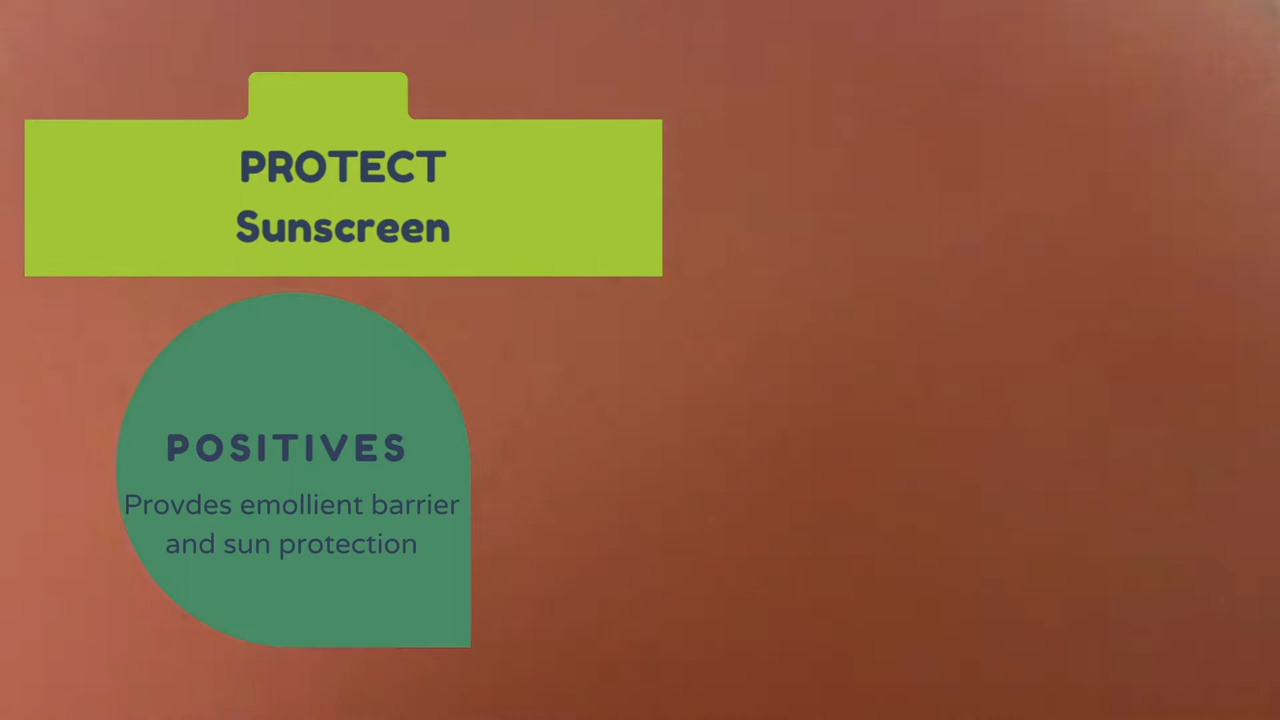 PROTECT
Sunscreen
POSITIVES
Provdes emollient barrier
and sun protection